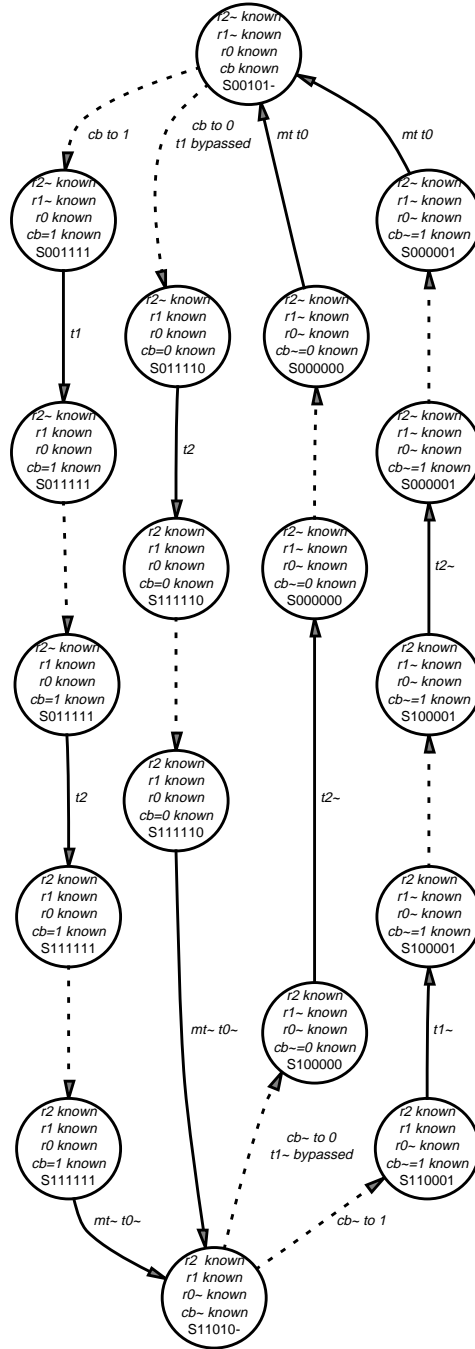 r2~ known
r1~ known
r0 known
cb known
S00101-
cb to 1
cb to 0
t1 bypassed
mt t0
mt t0
r2~ known
r1~ known
r0 known
cb=1 known
S001111
r2~ known
r1~ known
r0~ known
cb~=1 known
S000001
t1
r2~ known
r1 known
r0 known
cb=0 known
S011110
r2~ known
r1~ known
r0~ known
cb~=0 known
S000000
r2~ known
r1 known
r0 known
cb=1 known
S011111
t2
r2~ known
r1~ known
r0~ known
cb~=1 known
S000001
r2 known
r1 known
r0 known
cb=0 known
S111110
r2~ known
r1~ known
r0~ known
cb~=0 known
S000000
t2~
r2~ known
r1 known
r0 known
cb=1 known
S011111
r2 known
r1~ known
r0~ known
cb~=1 known
S100001
t2
r2 known
r1 known
r0 known
cb=0 known
S111110
t2~
r2 known
r1 known
r0 known
cb=1 known
S111111
r2 known
r1~ known
r0~ known
cb~=1 known
S100001
mt~ t0~
r2 known
r1~ known
r0~ known
cb~=0 known
S100000
t1~
r2 known
r1 known
r0 known
cb=1 known
S111111
cb~ to 0
t1~ bypassed
r2 known
r1 known
r0~ known
cb~=1 known
S110001
mt~ t0~
cb~ to 1
r2 known
r1 known
r0~ known
cb~ known
S11010-